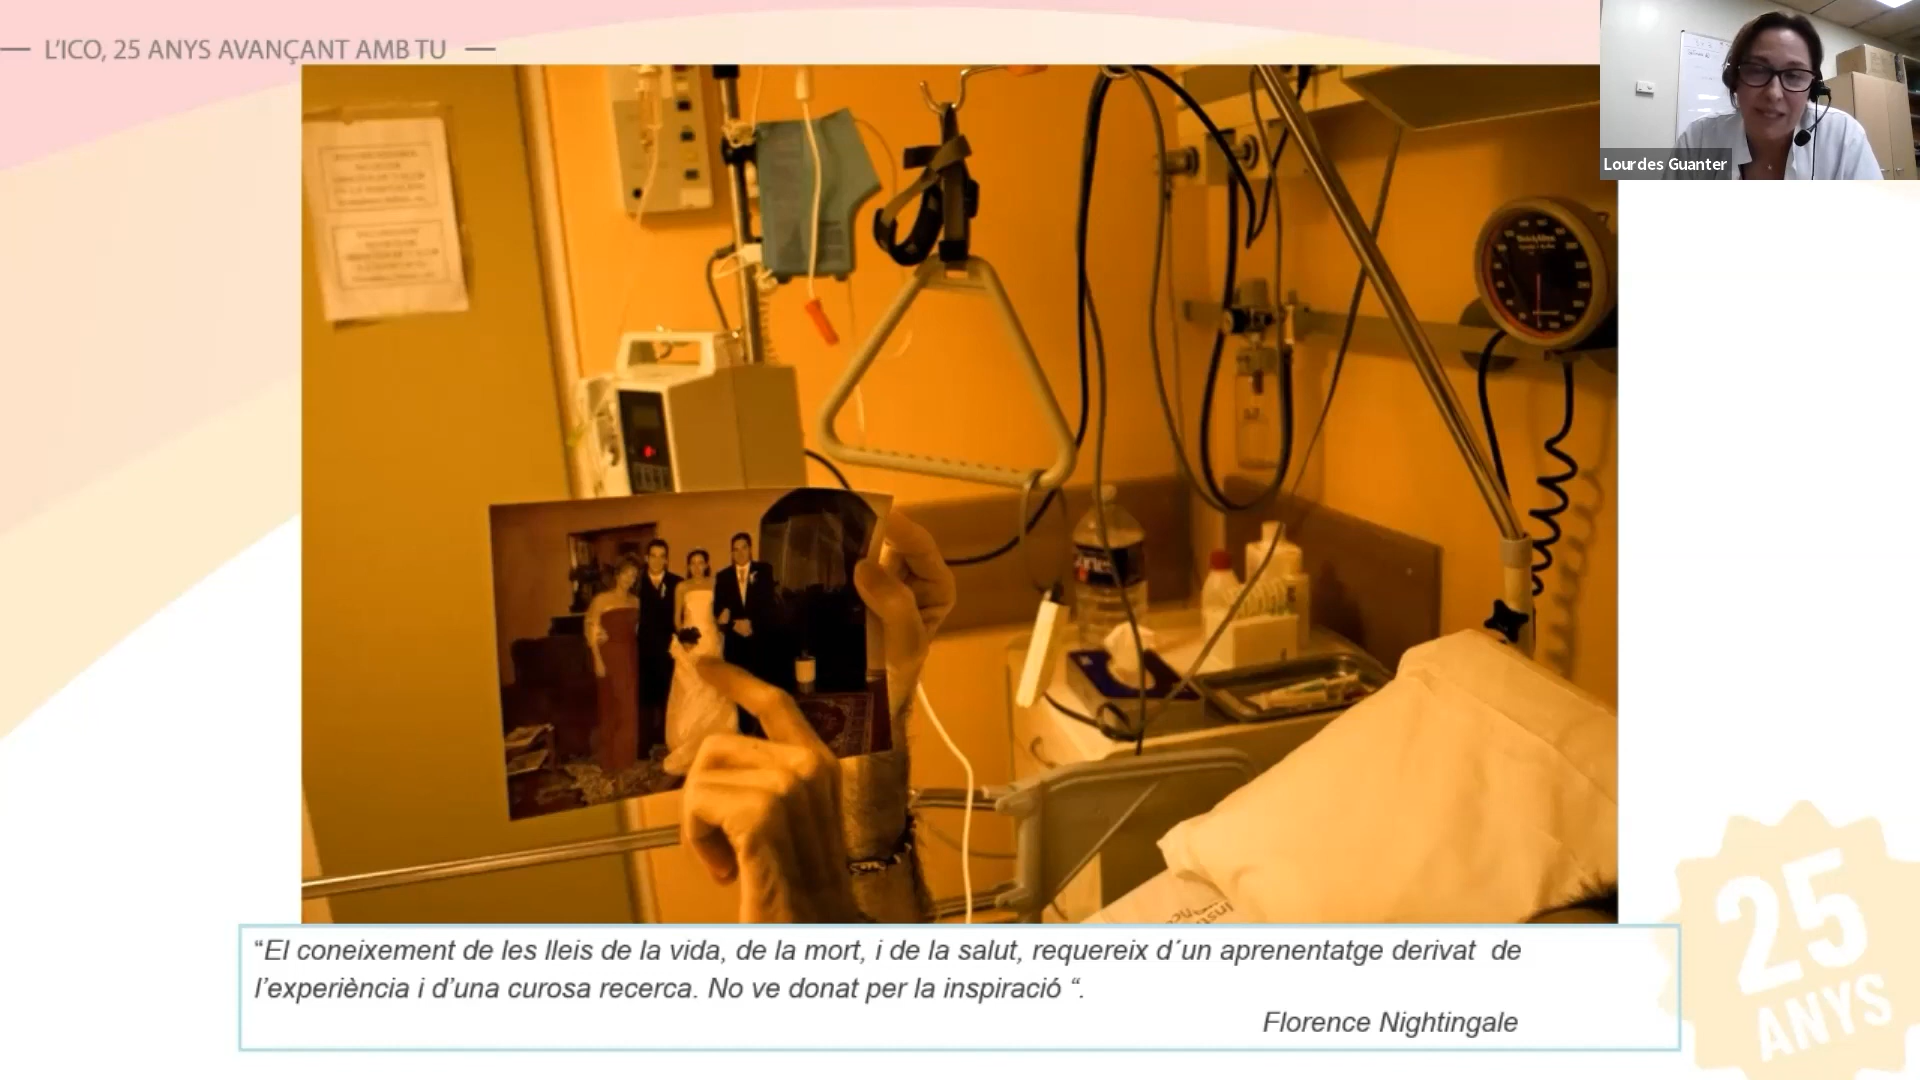 L'ICO, 25 ANYS AVANÇANT AMB TU
Lourdes Guanter
“El coneixement de les lleis de la vida, de la mort, i de la salut, requereix d´un aprenentatge derivat de
l’experiència i d’una curosa recerca. No ve donat per la inspiració “.
Florence Nightingale
25
ANYS